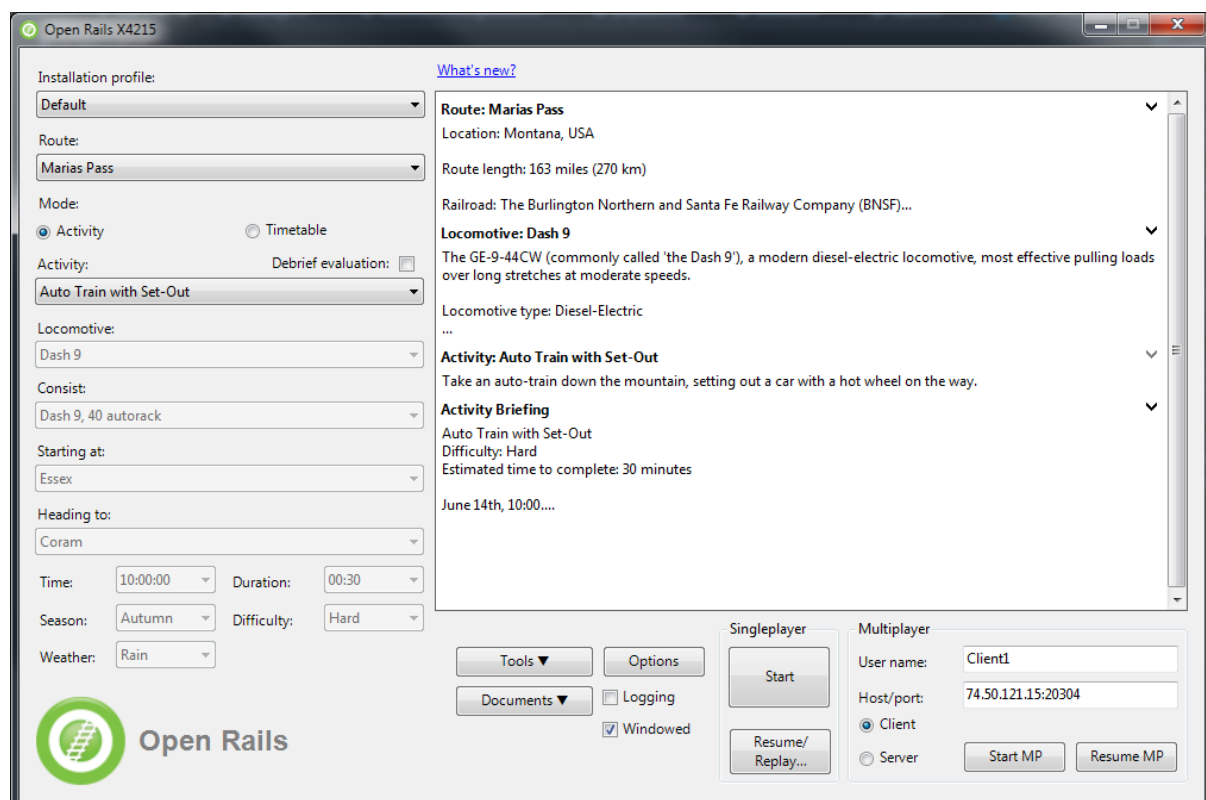 Open Rails X4215
Installation profile:
Default
Route:
Marias Pass
Mode:
Activity
Timetable
Activity:
Debrief evaluation:
Auto Train with Set-Out
Locomotive:
Dash 9
Consist:
Dash 9, 40 autorack
Starting at:
Essex
Heading to:
Coram
Time:
10:00:00
Duration:
00:30
Season:
Autumn
Difficulty:
Hard
Weather:
Rain
Open Rails
What's new?
Route: Marias Pass
Location: Montana, USA
Route length: 163 miles (270 km)
Railroad: The Burlington Northern and Santa Fe Railway Company (BNSF)...
Locomotive: Dash 9
The GE-9-44CW (commonly called 'the Dash 9'), a modern diesel-electric locomotive, most effective pulling loads
over long stretches at moderate speeds.
Locomotive type: Diesel-Electric
...
Activity: Auto Train with Set-Out
Take an auto-train down the mountain, setting out a car with a hot wheel on the way.
Activity Briefing
Auto Train with Set-Out
Difficulty: Hard
Estimated time to complete: 30 minutes
June 14th, 10:00....
Tools ▼
Options
Documents ▼
Logging
Windowed
Singleplayer
Start
Resume/
Replay...
Multiplayer
User name:
Client1
Host/port:
74.50.121.15:20304
Client
Server
Start MP
Resume MP